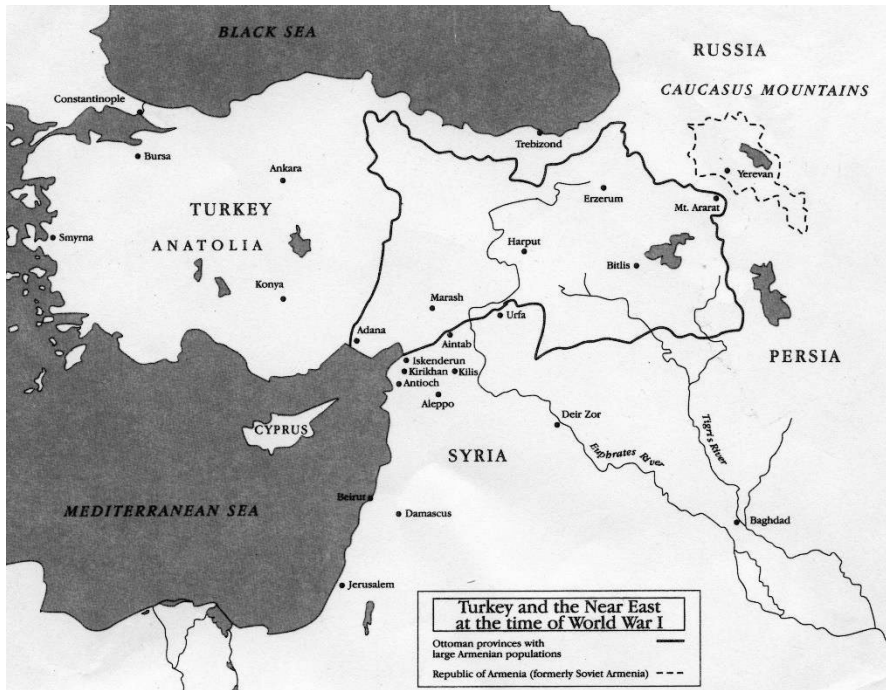 BLACK SEA
RUSSIA
CAUCASUS MOUNTAINS
Constantinople
Trebizond
Bursa
Yerevan
Ankara
Erzerum
Mt. Ararat
TURKEY
Smyrna
ANATOLIA
Harput
Bitlis
Konya
Marash
Urfa
Adana
Aintab
PERSIA
Iskenderun
Kirikhan
Kilis
Antioch
Aleppo
Deir Zor
CYPRUS
Tigris River
SYRIA
Euphrates River
Beirut
MEDITERRANEAN SEA
Damascus
Baghdad
Jerusalem
Turkey and the Near East
at the time of World War I
Ottoman provinces with
large Armenian populations
Republic of Armenia (formerly Soviet Armenia)